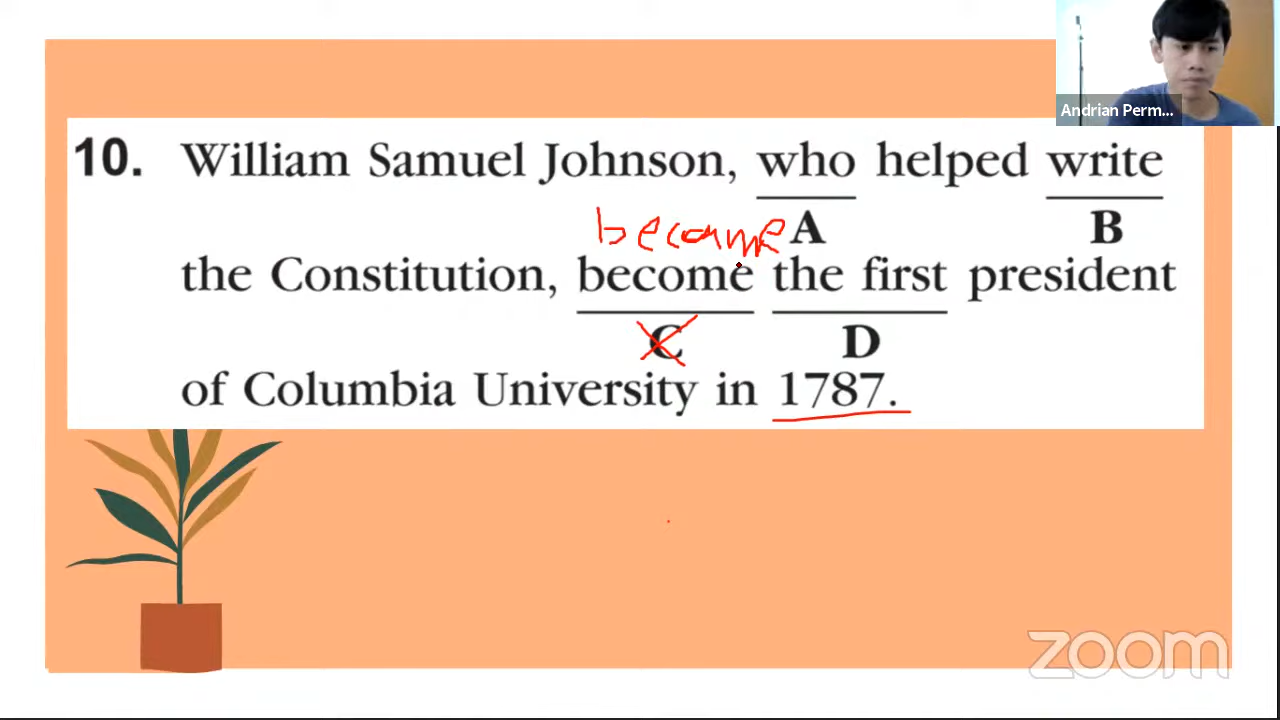 Andrian Perm...
10. William Samuel Johnson, who helped write
A B
became
the Constitution, become the first president
C D
of Columbia University in 1787.
zoom